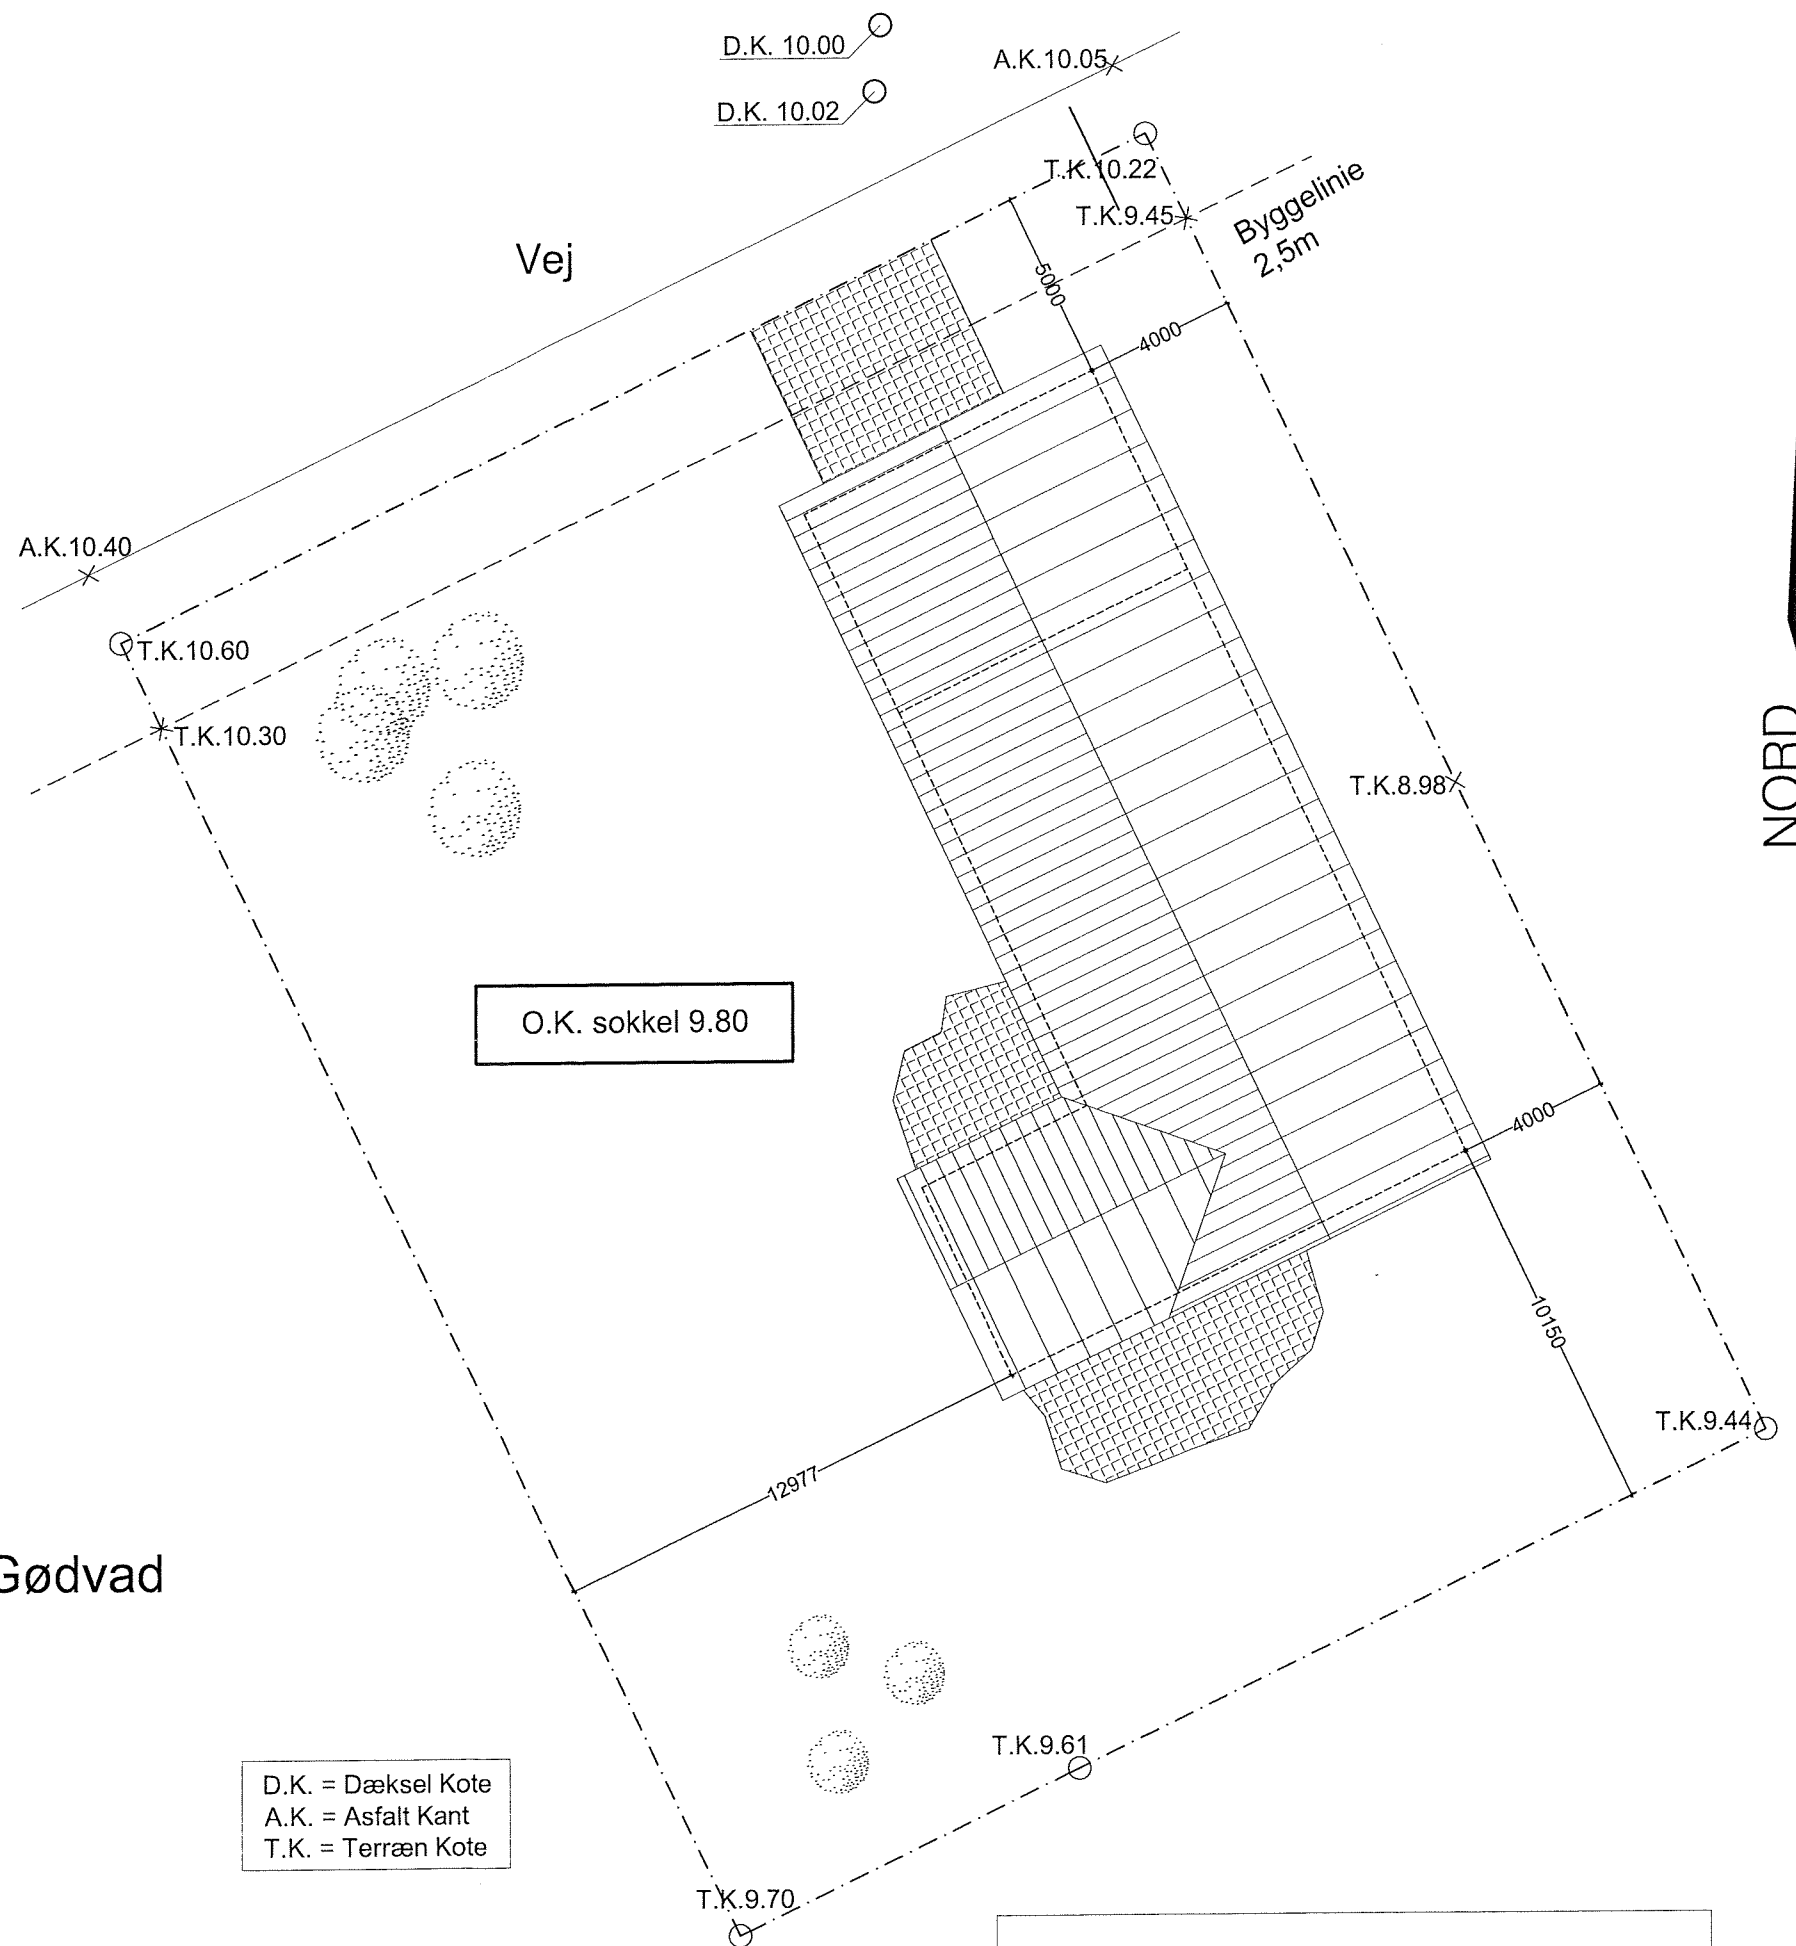 D.K. 10.00
A.K.10.05
D.K. 10.02
T.K.10.22
T.K.9.45
Byggelinie
2,5m
Vej
5000
4000
A.K.10.40
T.K.10.60
T.K.10.30
T.K.8.98
NORD
O.K. sokkel 9.80
4000
10150
T.K.9.44
12977
Gødvad
T.K.9.61
D.K. = Dæksel Kote
A.K. = Asfalt Kant
T.K. = Terræn Kote
T.K.9.70